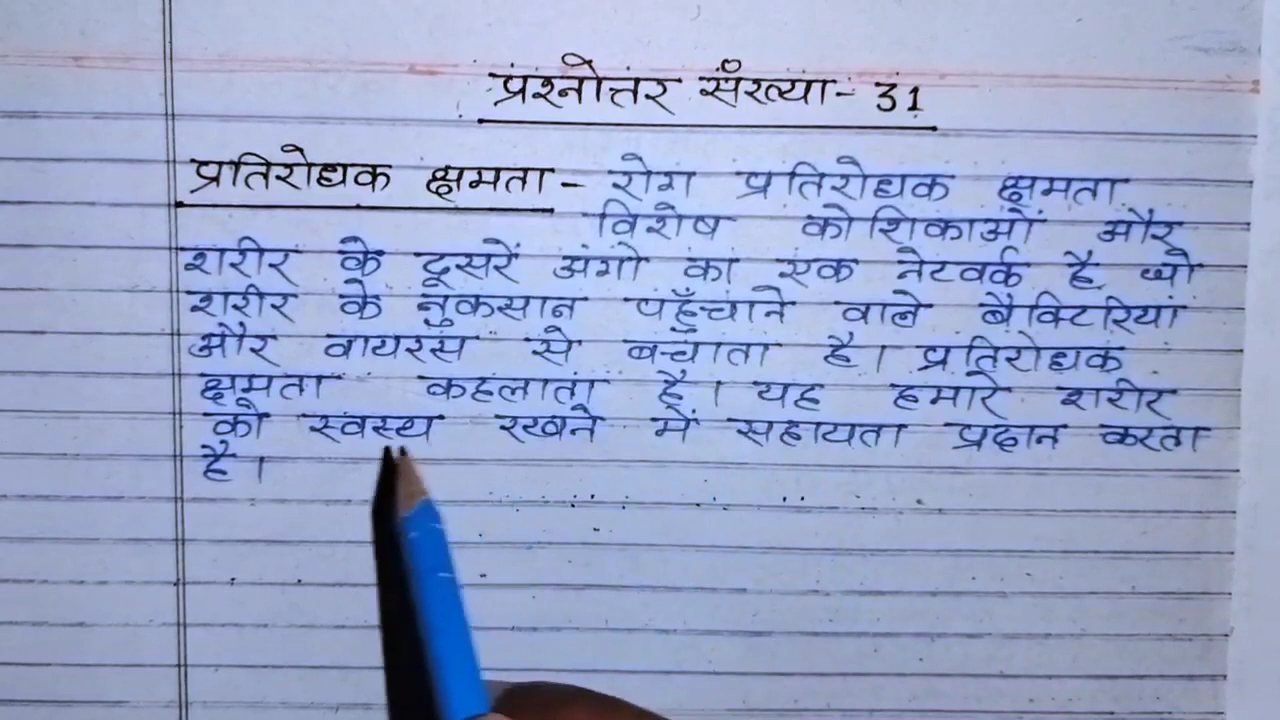 प्रश्नोत्तर सँख्या- 31
प्रतिरोधक क्षमता - रोग प्रतिरोधक क्षमता
विशेष कोशिकाओं और
शरीर के दूसरें अंगो का एक नेटवर्क है जो
शरीर के नुकसान पहुँचाने वाले बैक्टिरियां
और वायरस से बचाता है। प्रतिरोधक
क्षमता कहलाता है। यह हमारे शरीर
को स्वस्थ रखने में सहायता प्रदान करता
है।